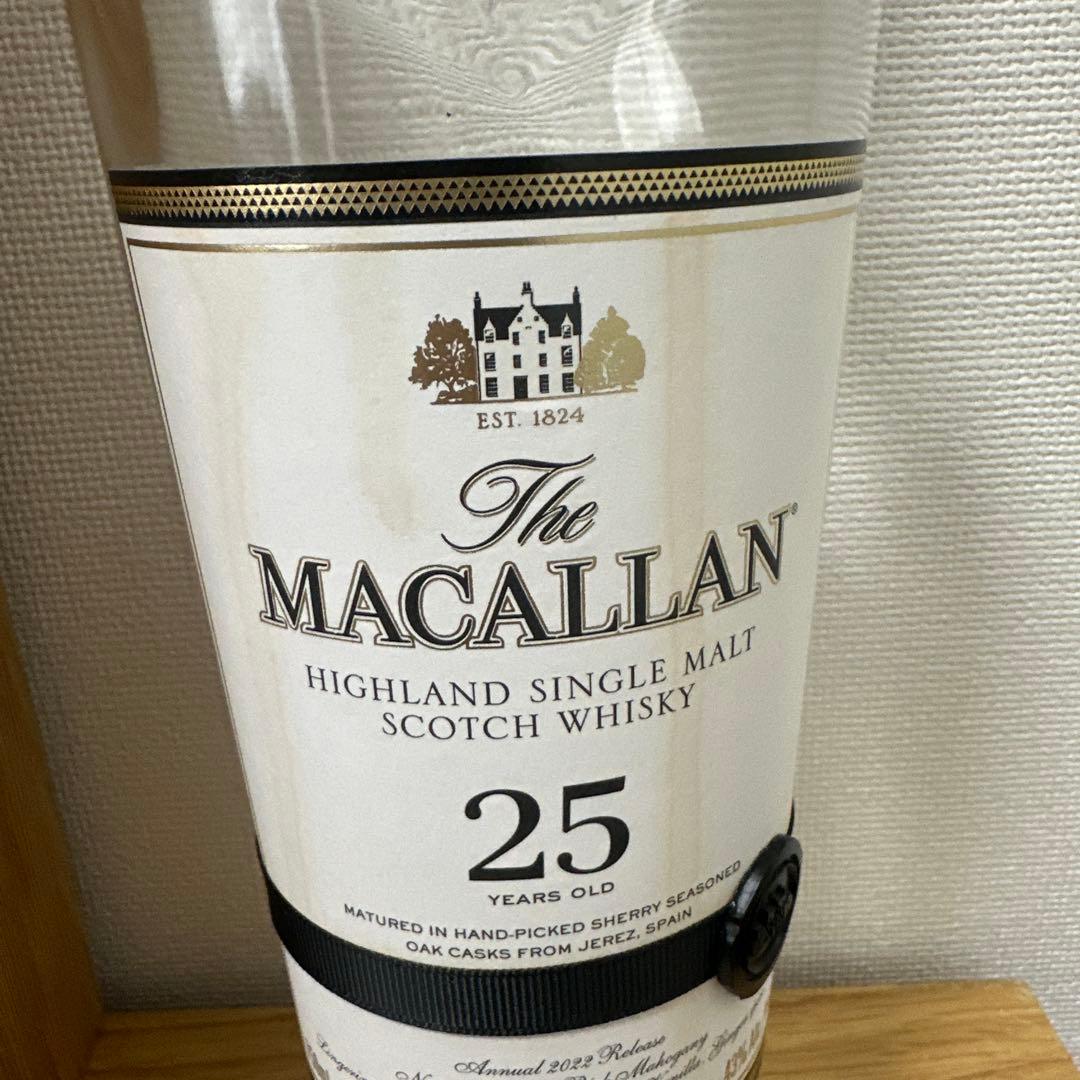 EST. 1824
The
MACALLAN®
HIGHLAND SINGLE MALT
SCOTCH WHISKY
25
YEARS OLD
MATURED IN HAND-PICKED SHERRY SEASONED
OAK CASKS FROM JEREZ, SPAIN
Annual 2022 Release
Mahogany